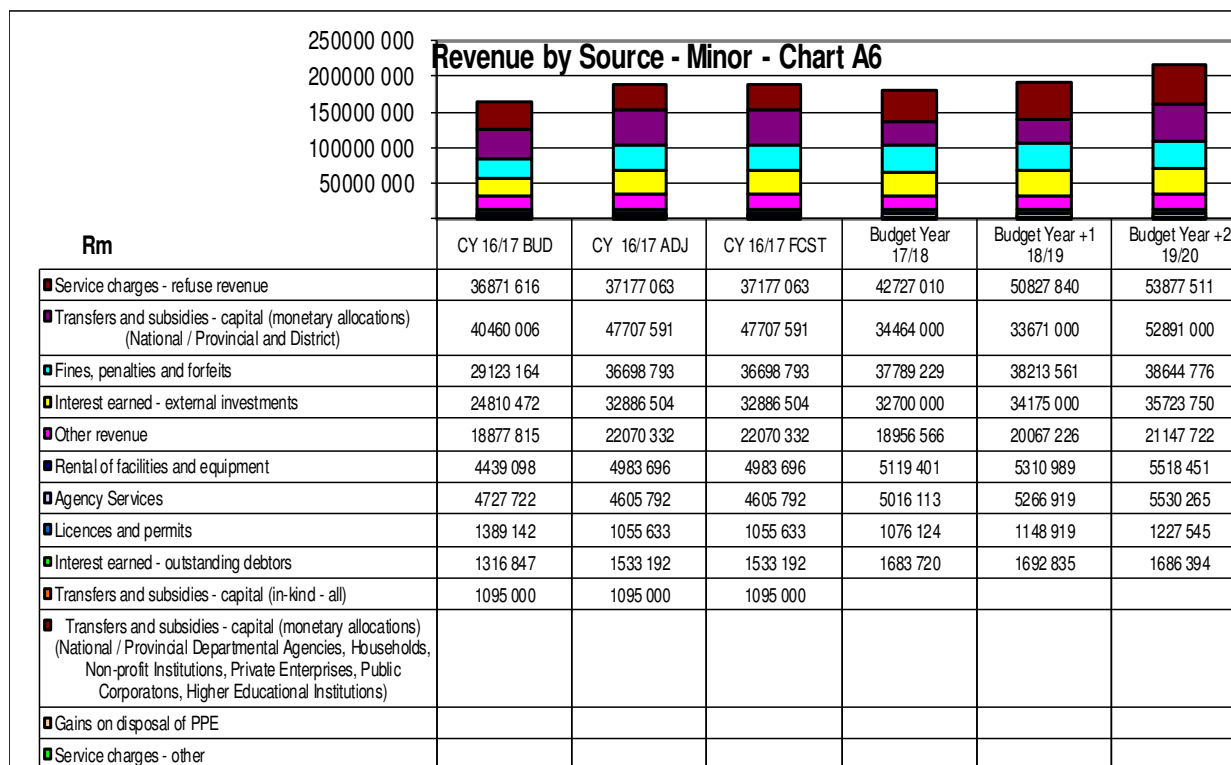 Revenue by Source - Minor - Chart A6
250000 000
200000 000
150000 000
100000 000
50000 000
Rm CY 16/17 BUD CY 16/17 ADJ CY 16/17 FCST Budget Year 17/18 Budget Year +1 18/19 Budget Year +2 19/20
Service charges - refuse revenue 36871 616 37177 063 37177 063 42727 010 50827 840 53877 511
Transfers and subsidies - capital (monetary allocations)
(National / Provincial and District) 40460 006 47707 591 47707 591 34464 000 33671 000 52891 000
Fines, penalties and forfeits 29123 164 36698 793 36698 793 37789 229 38213 561 38644 776
Interest earned - external investments 24810 472 32886 504 32886 504 32700 000 34175 000 35723 750
Other revenue 18877 815 22070 332 22070 332 18956 566 20067 226 21147 722
Rental of facilities and equipment 4439 098 4983 696 4983 696 5119 401 5310 989 5518 451
Agency Services 4727 722 4605 792 4605 792 5016 113 5266 919 5530 265
Licences and permits 1389 142 1055 633 1055 633 1076 124 1148 919 1227 545
Interest earned - outstanding debtors 1316 847 1533 192 1533 192 1683 720 1692 835 1686 394
Transfers and subsidies - capital (in-kind - all) 1095 000 1095 000 1095 000
Transfers and subsidies - capital (monetary allocations)
(National / Provincial Departmental Agencies, Households,
Non-profit Institutions, Private Enterprises, Public
Corporatons, Higher Educational Institutions)
Gains on disposal of PPE
Service charges - other